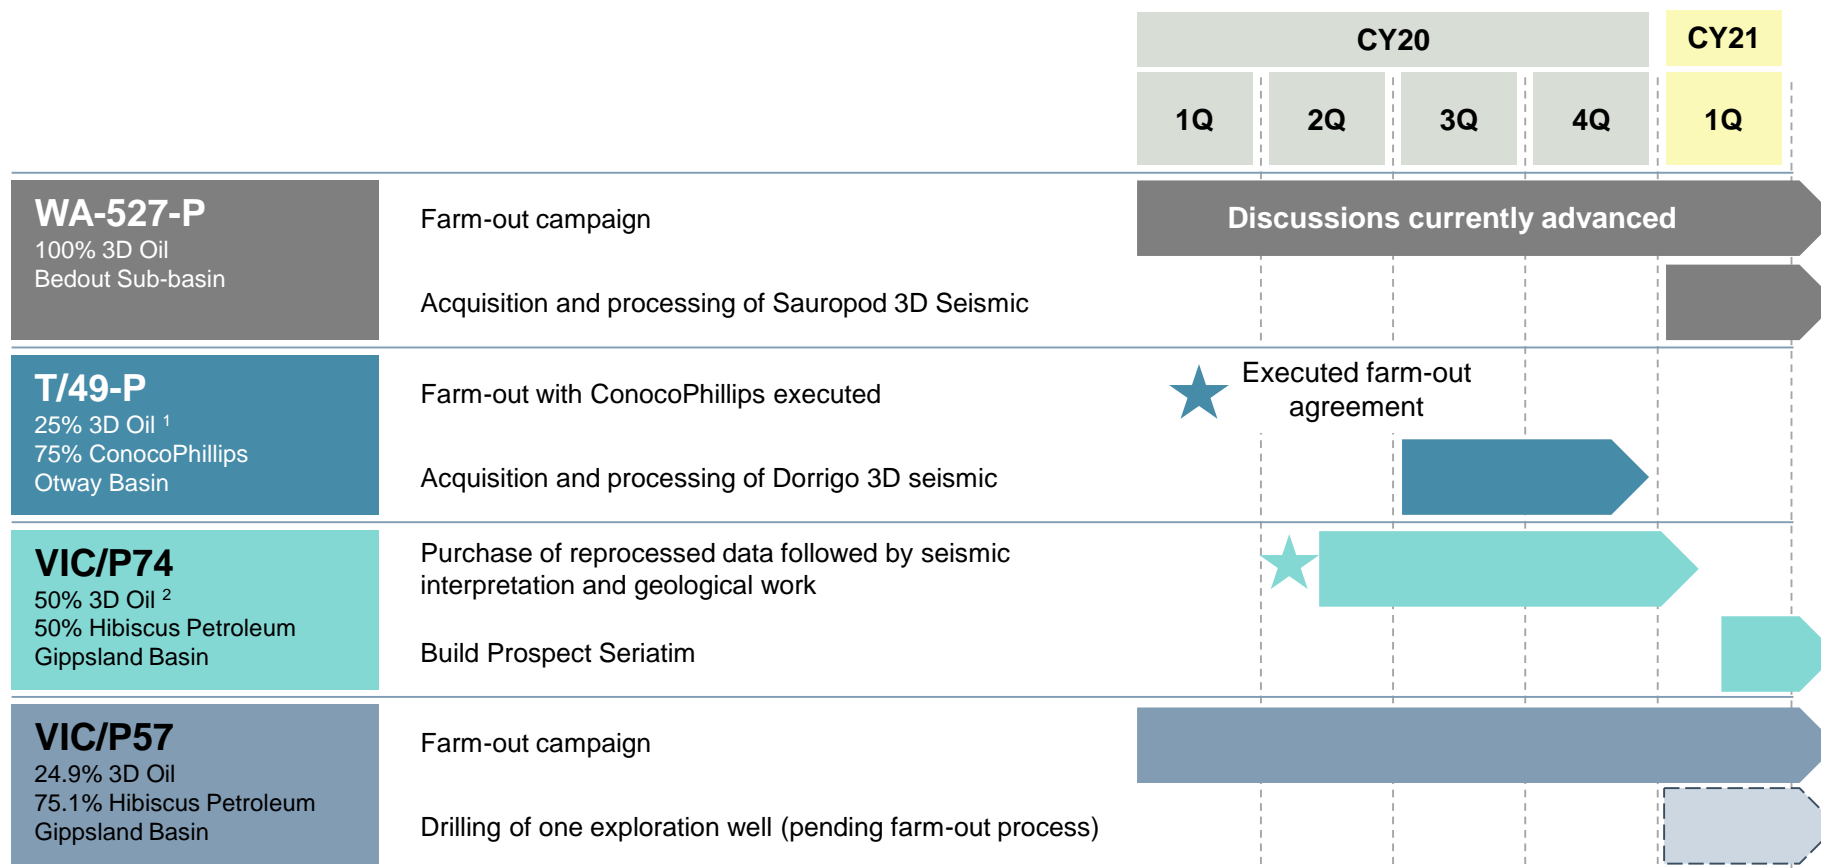 CY20
CY21
1Q
2Q
3Q
4Q
1Q
WA-527-P
100% 3D Oil
Bedout Sub-basin
Farm-out campaign
Discussions currently advanced
Acquisition and processing of Sauropod 3D Seismic
T/49-P
25% 3D Oil 1
75% ConocoPhillips
Otway Basin
Farm-out with ConocoPhillips executed
Executed farm-out
agreement
Acquisition and processing of Dorrigo 3D seismic
VIC/P74
50% 3D Oil 2
50% Hibiscus Petroleum
Gippsland Basin
Purchase of reprocessed data followed by seismic
interpretation and geological work
Build Prospect Seriatim
VIC/P57
24.9% 3D Oil
75.1% Hibiscus Petroleum
Gippsland Basin
Farm-out campaign
Drilling of one exploration well (pending farm-out process)